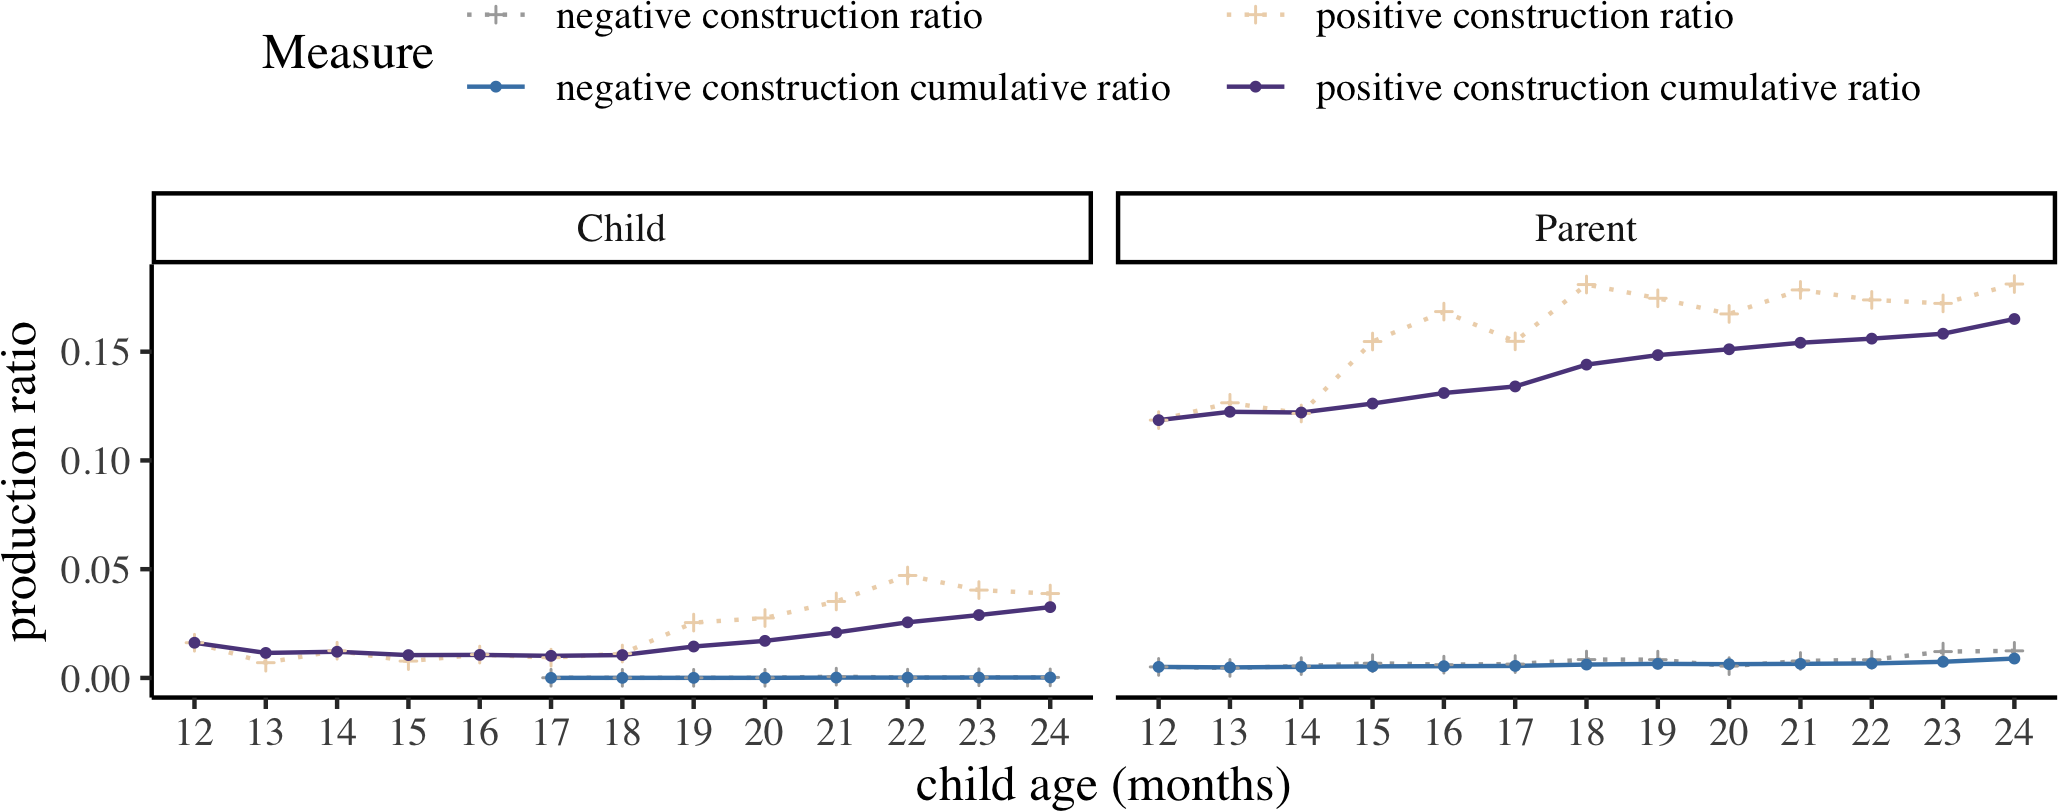 Measure
negative construction ratio
positive construction ratio
negative construction cumulative ratio
positive construction cumulative ratio
Child
Parent
production ratio
0.15
0.10
0.05
0.00
12 13 14 15 16 17 18 19 20 21 22 23 24
12 13 14 15 16 17 18 19 20 21 22 23 24
child age (months)